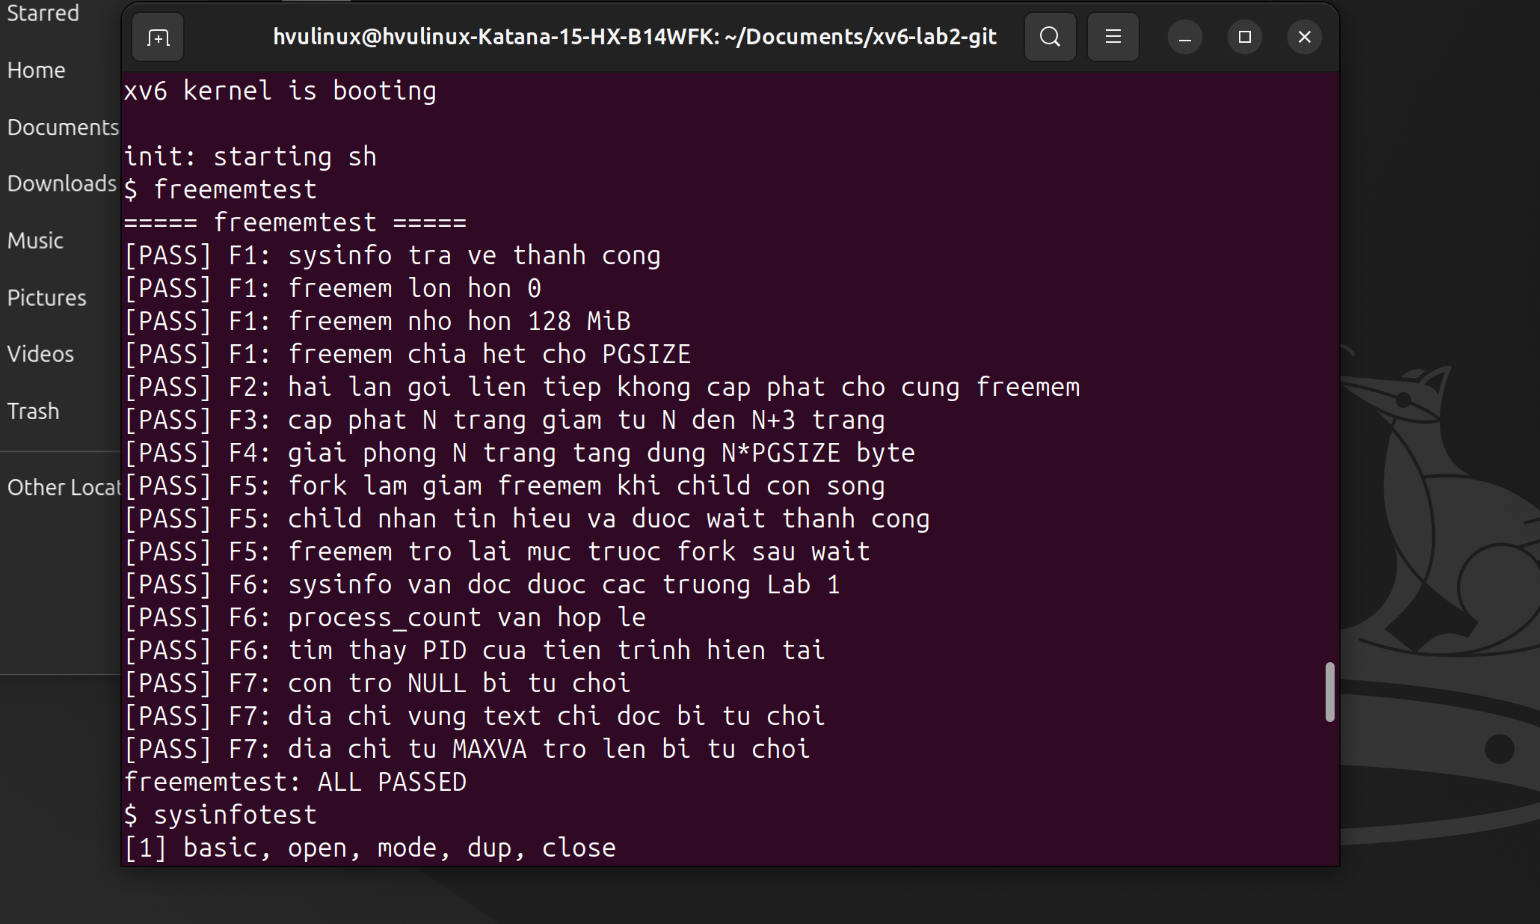 Starred
Home
Documents
Downloads
Music
Pictures
Videos
Trash
Other Locat
hvulinux@hvulinux-Katana-15-HX-B14WFK: ~/Documents/xv6-lab2-git
xv6 kernel is booting
init: starting sh
$ freememtest
===== freememtest =====
[PASS] F1: sysinfo tra ve thanh cong
[PASS] F1: freemem lon hon 0
[PASS] F1: freemem nho hon 128 MiB
[PASS] F1: freemem chia het cho PGSIZE
[PASS] F2: hai lan goi lien tiep khong cap phat cho cung freemem
[PASS] F3: cap phat N trang giam tu N den N+3 trang
[PASS] F4: giai phong N trang tang dung N*PGSIZE byte
[PASS] F5: fork lam giam freemem khi child con song
[PASS] F5: child nhan tin hieu va duoc wait thanh cong
[PASS] F5: freemem tro lai muc truoc fork sau wait
[PASS] F6: sysinfo van doc duoc cac truong Lab 1
[PASS] F6: process_count van hop le
[PASS] F6: tim thay PID cua tien trinh hien tai
[PASS] F7: con tro NULL bi tu choi
[PASS] F7: dia chi vung text chi doc bi tu choi
[PASS] F7: dia chi tu MAXVA tro len bi tu choi
freememtest: ALL PASSED
$ sysinfotest
[1] basic, open, mode, dup, close